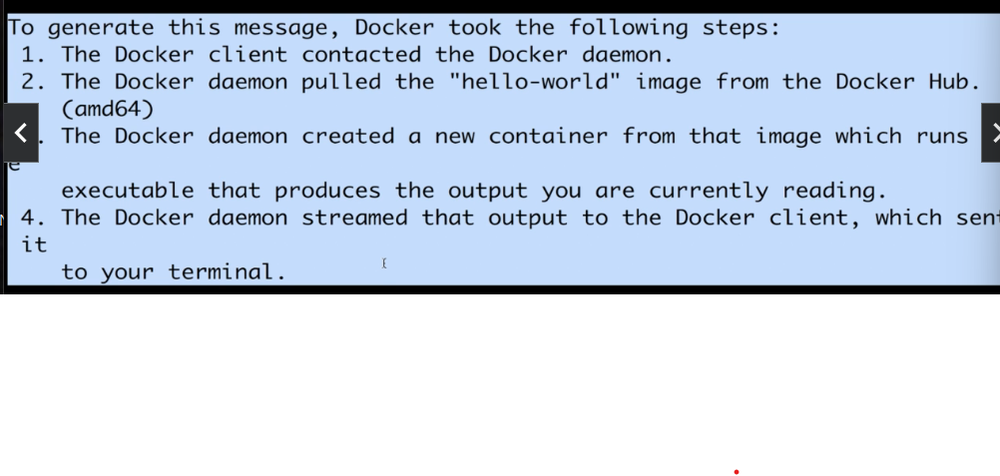 To generate this message, Docker took the following steps:
1. The Docker client contacted the Docker daemon.
2. The Docker daemon pulled the "hello-world" image from the Docker Hub.
(amd64)
. The Docker daemon created a new container from that image which runs
e
executable that produces the output you are currently reading.
4. The Docker daemon streamed that output to the Docker client, which sent
it
to your terminal.